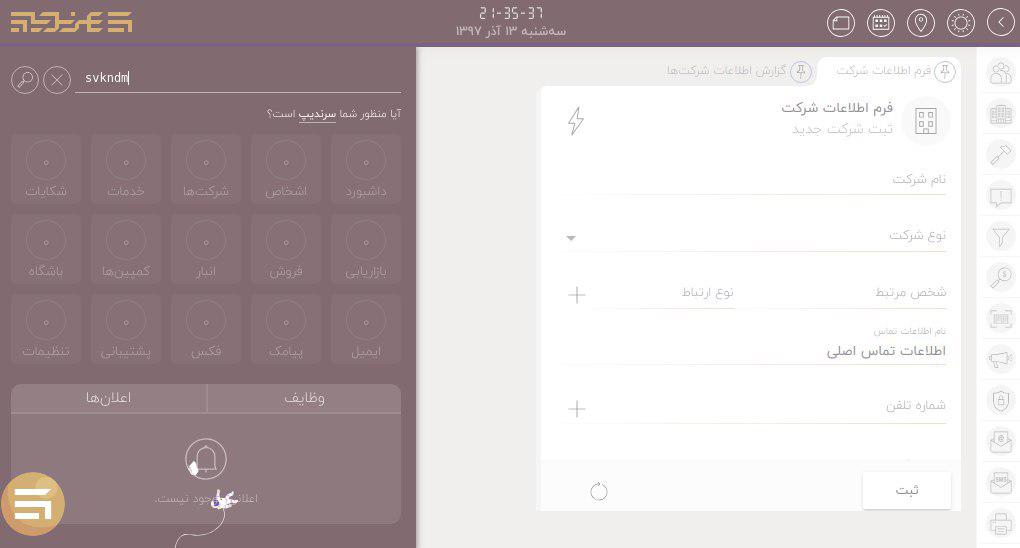 21-35-37
سه‌شنبه ۱۳ آذر ۱۳۹۷
svkndm
آیا منظور شما سرندیپ است؟
داشبورد
اشخاص
شرکت‌ها
خدمات
شکایات
بازاریابی
فروش
انبار
کمپین‌ها
باشگاه
ایمیل
پیامک
فکس
پشتیبانی
تنظیمات
وظایف
اعلان‌ها
نیست.
فرم اطلاعات شرکت
گزارش اطلاعات شرکت‌ها
فرم اطلاعات شرکت
ثبت شرکت جدید
نام شرکت
نوع شرکت
شخص مرتبط
نوع ارتباط
نام اطلاعات تماس
اطلاعات تماس اصلی
شماره تلفن
ثبت
SMS